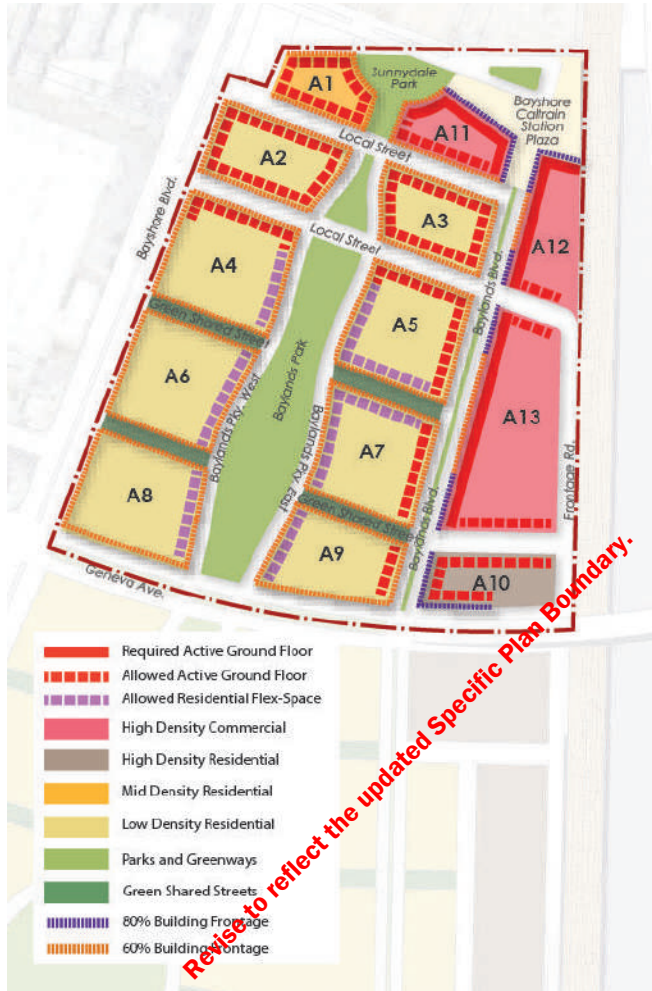 A1
Sunnydale
Park
A11
Bayshore
Caltrain
Station
Plaza
Local Street
A2
A3
A12
Bayshore Blvd.
Local Street
A4
Baylands Blvd.
A5
Green Shared Street
Baylands Park
A6
Baylands Pky. West
A13
Baylands Pky. East
A7
Frontage Rd.
A8
Green Shared Street
Baylands Blvd.
A9
A10
Geneva Ave.
Revise to reflect the updated Specific Plan Boundary.
Required Active Ground Floor
Allowed Active Ground Floor
Allowed Residential Flex-Space
High Density Commercial
High Density Residential
Mid Density Residential
Low Density Residential
Parks and Greenways
Green Shared Streets
80% Building Frontage
60% Building Frontage